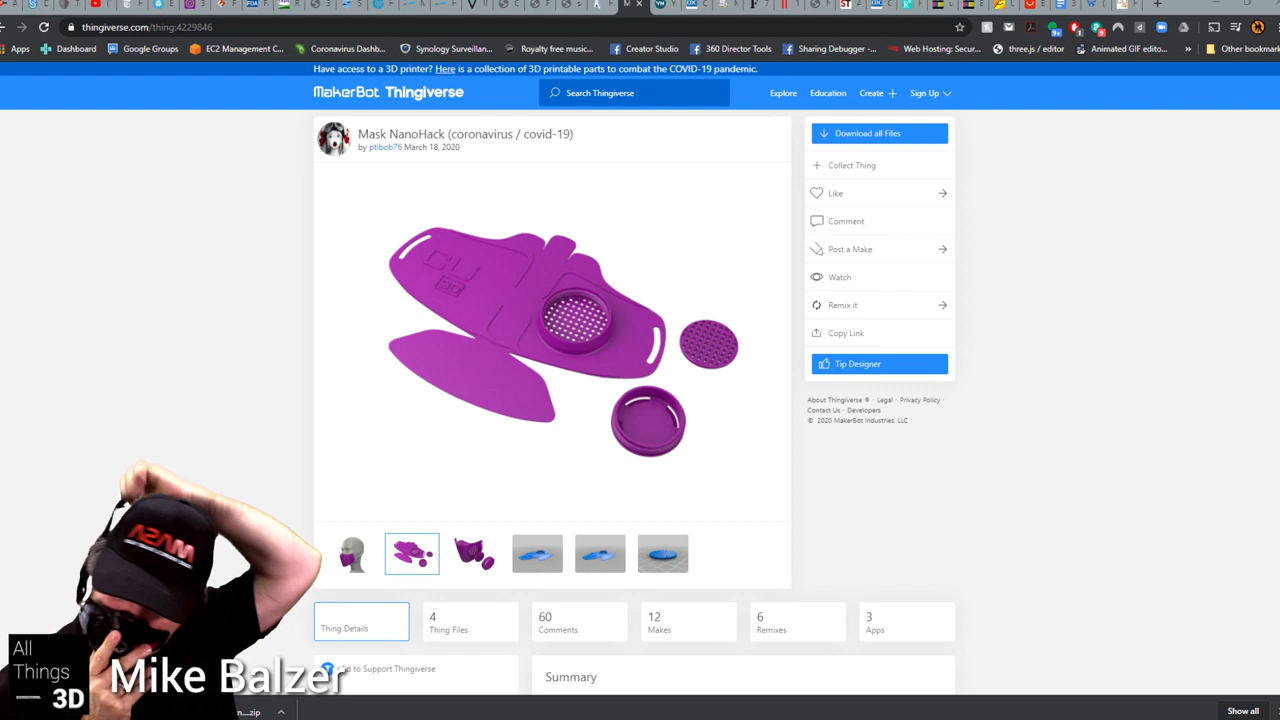 thingiverse.com/thing:4229846
Apps
Dashboard
Google Groups
EC2 Management C...
Coronavirus Dashb...
Synology Surveillan...
Royalty free music...
Creator Studio
360 Director Tools
Sharing Debugger -...
Web Hosting: Secur...
three.js / editor
Animated GIF editor...
»
Other bookmar
Have access to a 3D printer? Here is a collection of 3D printable parts to combat the COVID-19 pandemic.
MakerBot Thingiverse
Search Thingiverse
Explore
Education
Create
Sign Up
Mask NanoHack (coronavirus / covid-19)
by ptibob76 March 18, 2020
Download all Files
Collect Thing
Like
Comment
Post a Make
Watch
Remix it
Copy Link
Tip Designer
About Thingiverse ® · Legal · Privacy Policy ·
Contact Us · Developers
© 2020 MakerBot Industries, LLC
Thing Details
4
Thing Files
60
Comments
12
Makes
6
Remixes
3
Apps
to Support Thingiverse
Summary
All
Things
3D
Mike Balzer
m....zip
Show all